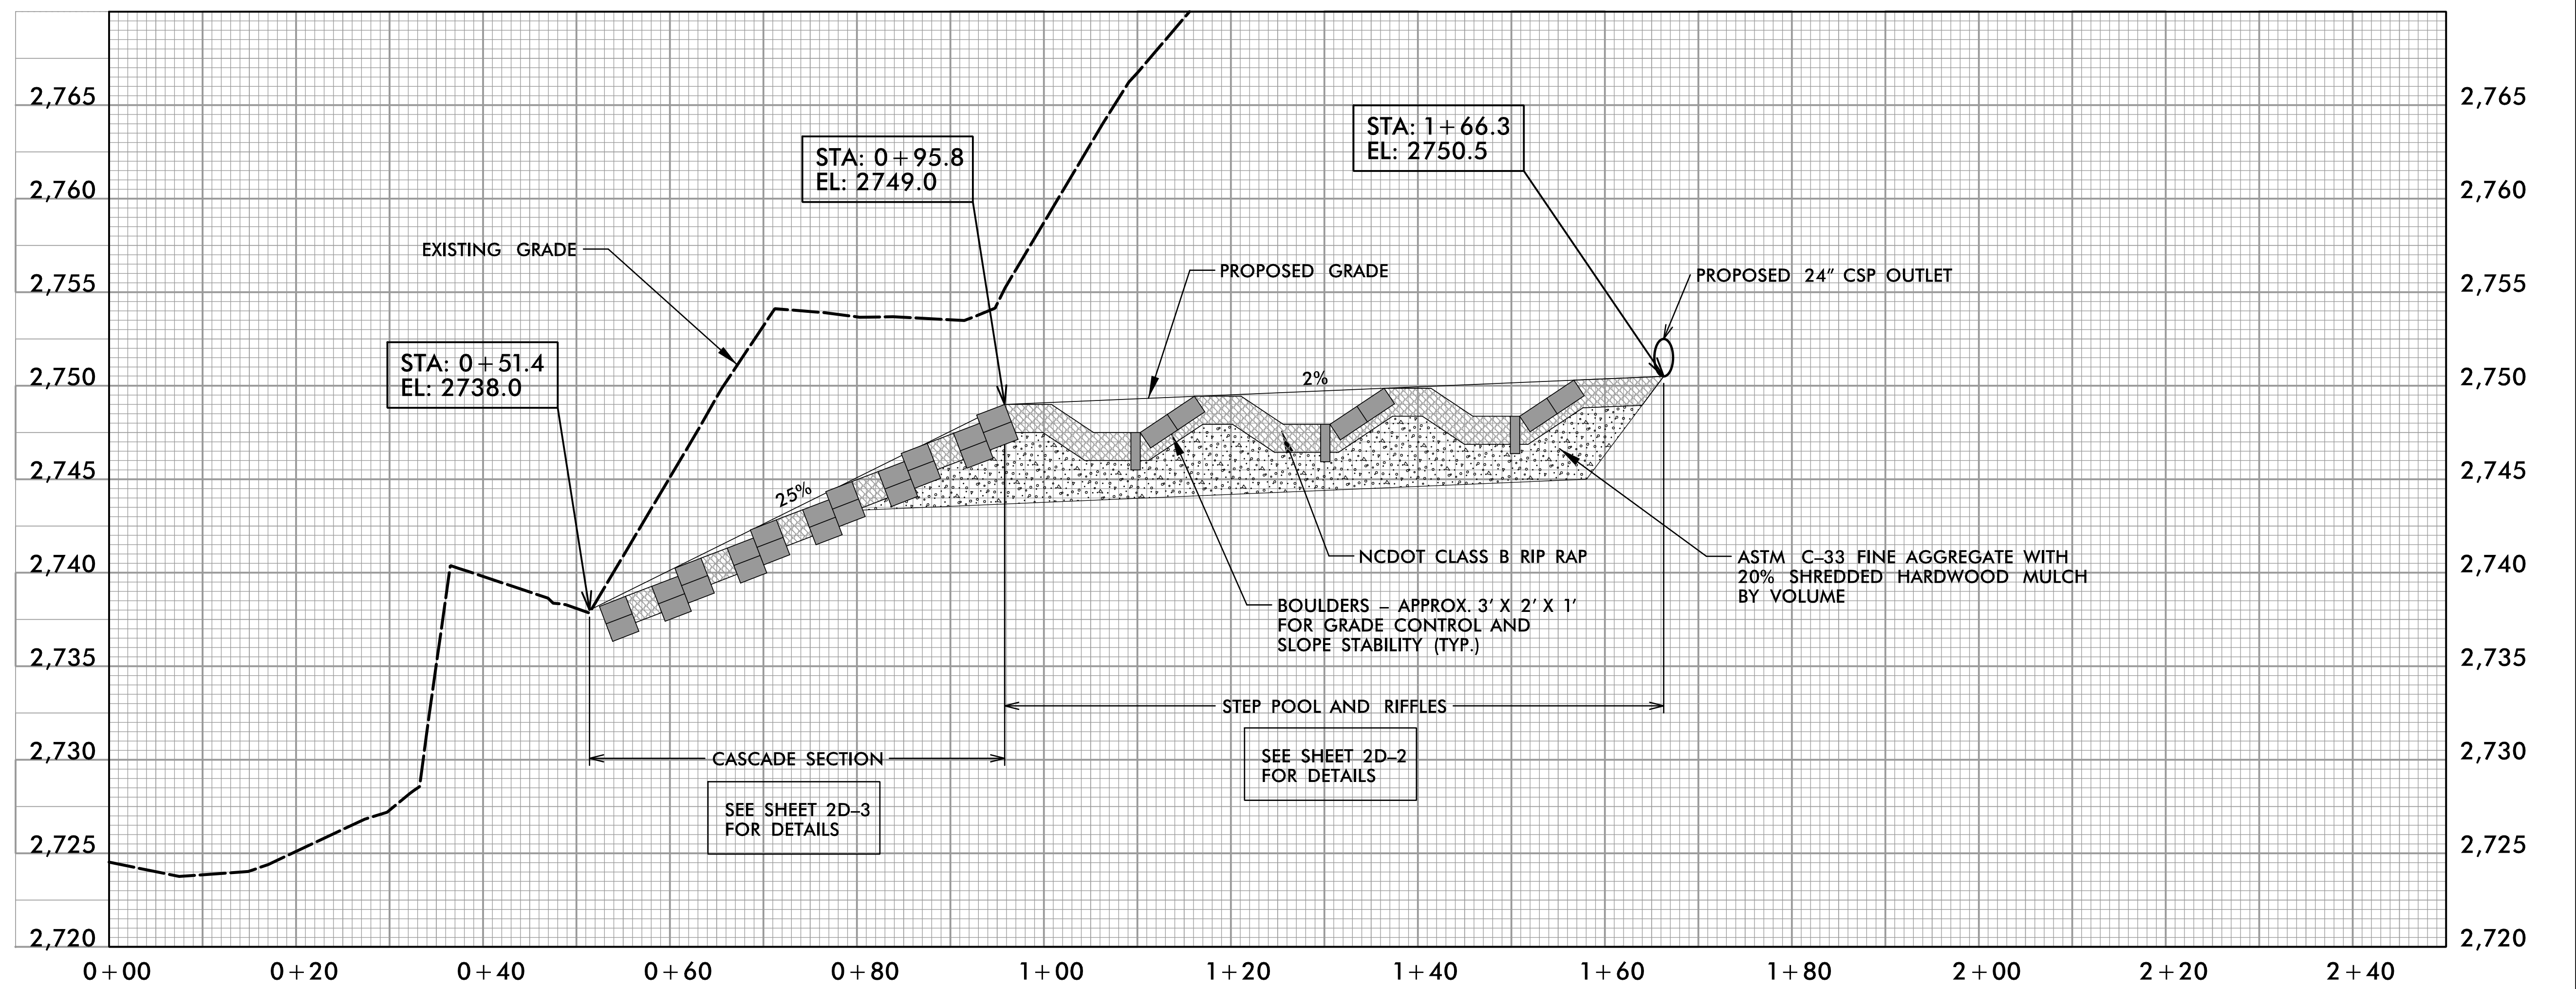 2,765
2,765
2,760
2,760
2,755
2,755
2,750
2,750
2,745
2,745
2,740
2,740
2,735
2,735
2,730
2,730
2,725
2,725
2,720
2,720
STA: 1+66.3
EL: 2750.5
STA: 0+95.8
EL: 2749.0
EXISTING GRADE
PROPOSED GRADE
PROPOSED 24" CSP OUTLET
STA: 0+51.4
EL: 2738.0
2%
25%
NCDOT CLASS B RIP RAP
ASTM C-33 FINE AGGREGATE WITH
20% SHREDDED HARDWOOD MULCH
BY VOLUME
BOULDERS – APPROX. 3' X 2' X 1'
FOR GRADE CONTROL AND
SLOPE STABILITY (TYP.)
STEP POOL AND RIFFLES
SEE SHEET 2D-2
FOR DETAILS
CASCADE SECTION
SEE SHEET 2D-3
FOR DETAILS
0+00
0+20
0+40
0+60
0+80
1+00
1+20
1+40
1+60
1+80
2+00
2+20
2+40